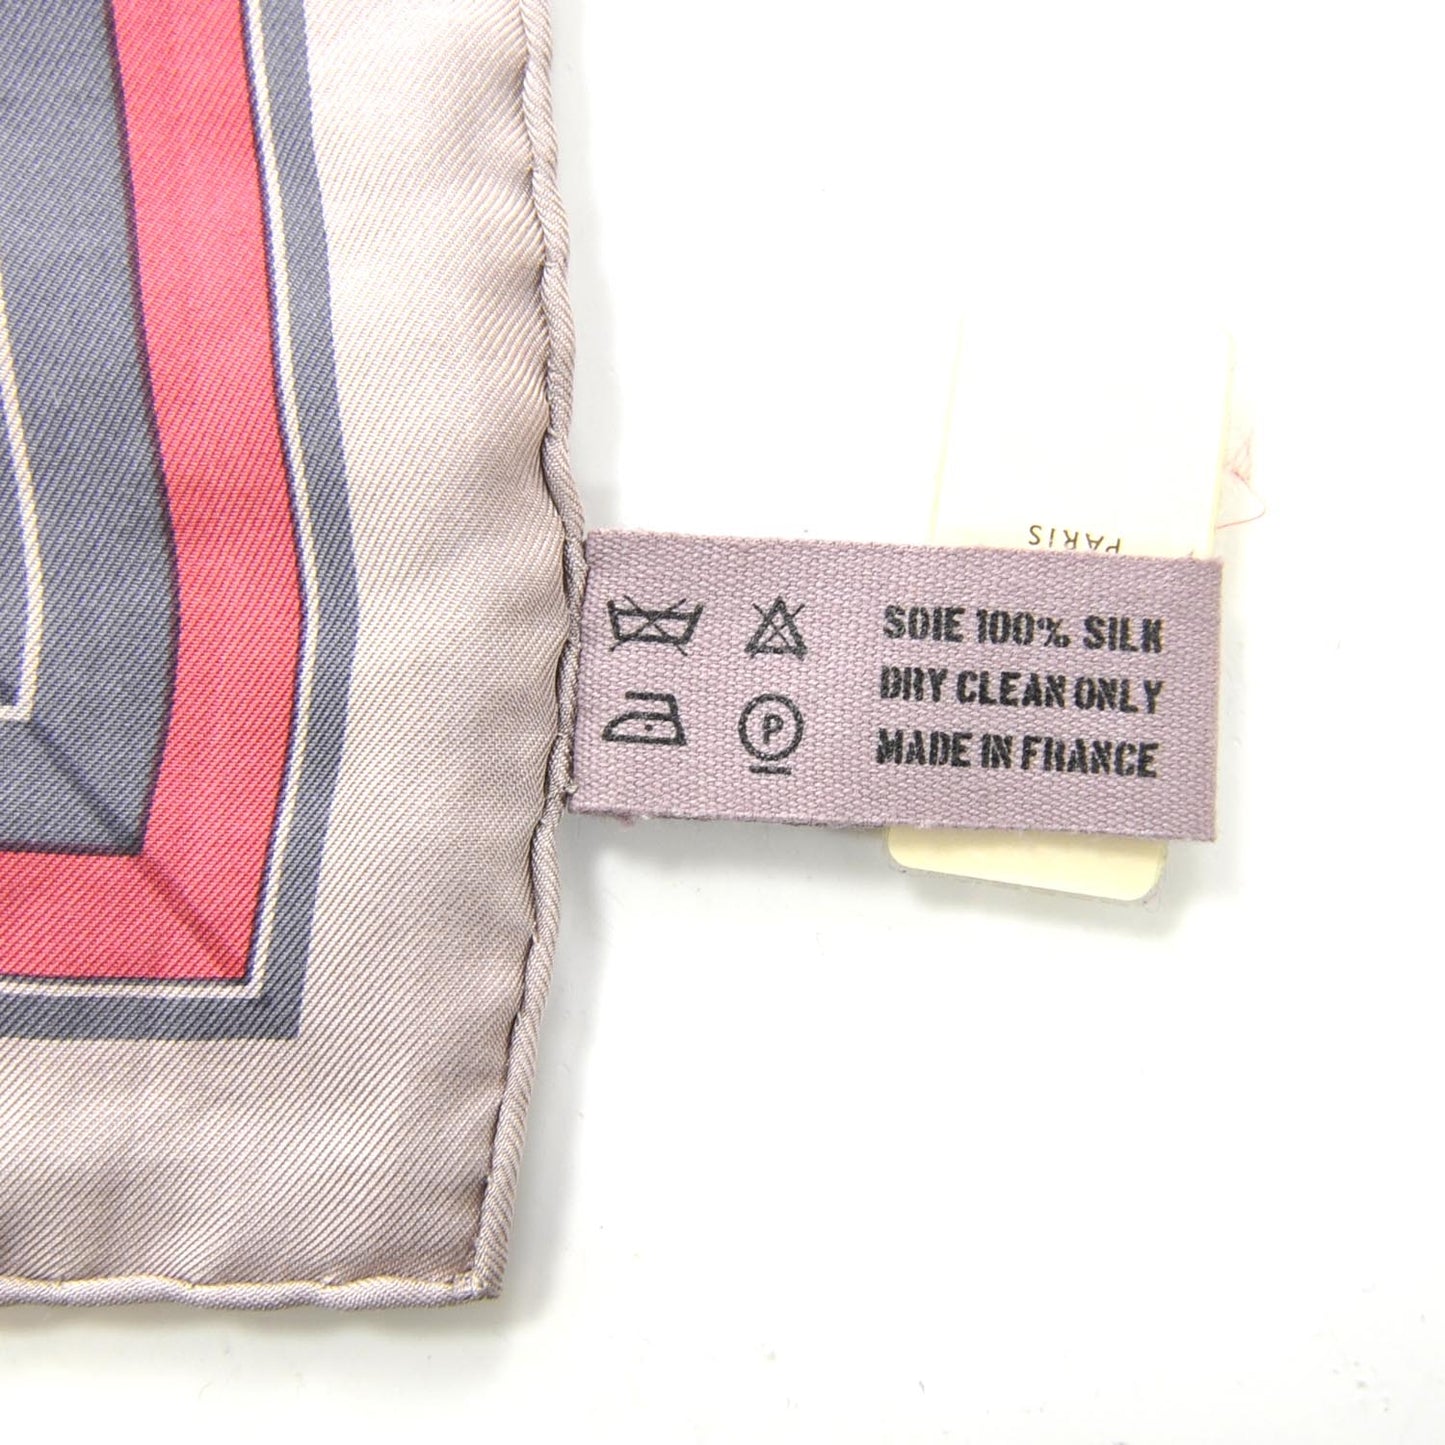 PARIS
SOIE 100% SILK
DRY CLEAN ONLY
MADE IN FRANCE
P